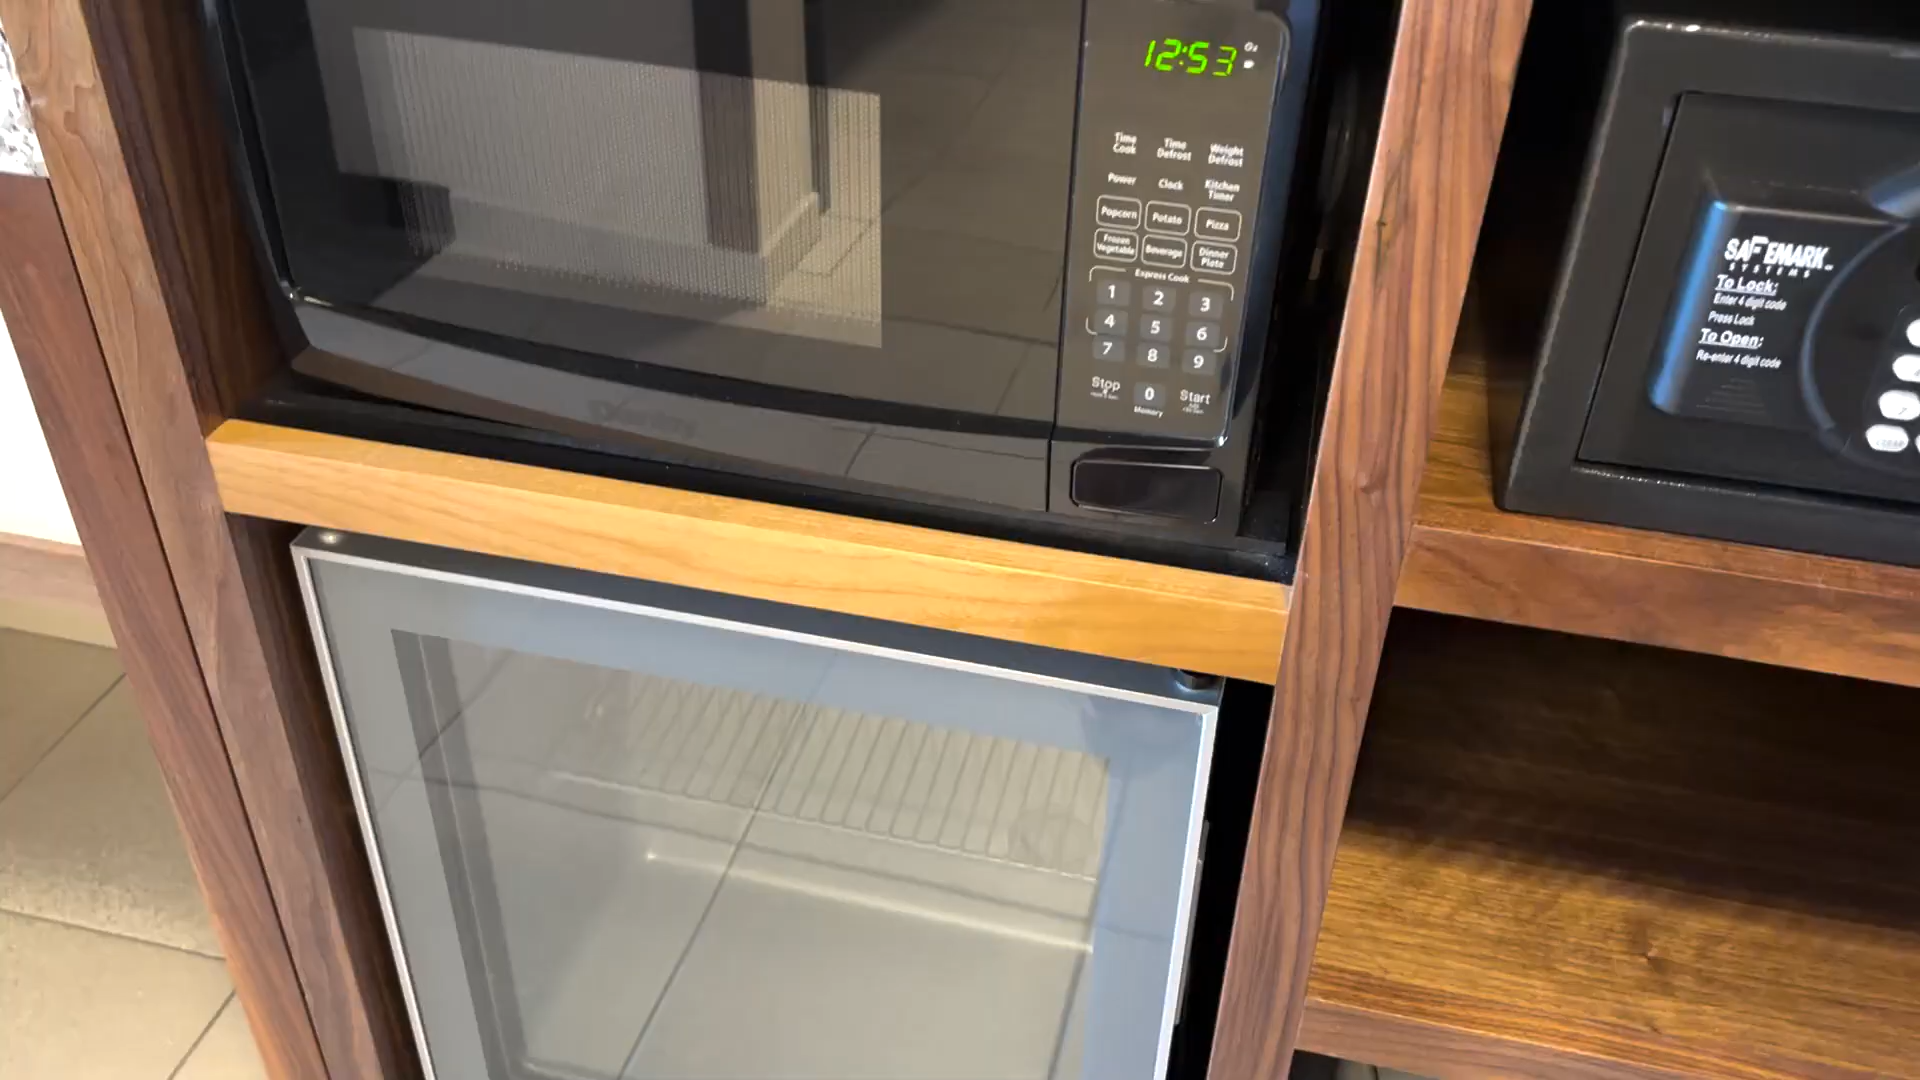 12:53
Time Cook
Time Defrost
Weight Defrost
Power
Clock
Kitchen Timer
Popcorn
Potato
Pizza
Frozen Vegetable
Beverage
Dinner Plate
Express Cook
1 2 3
4 5 6
7 8 9
Stop
0
Start
Memory
SAFEMARK
SYSTEMS
To Lock:
Enter 4 digit code
Press Lock
To Open:
Re-enter 4 digit code